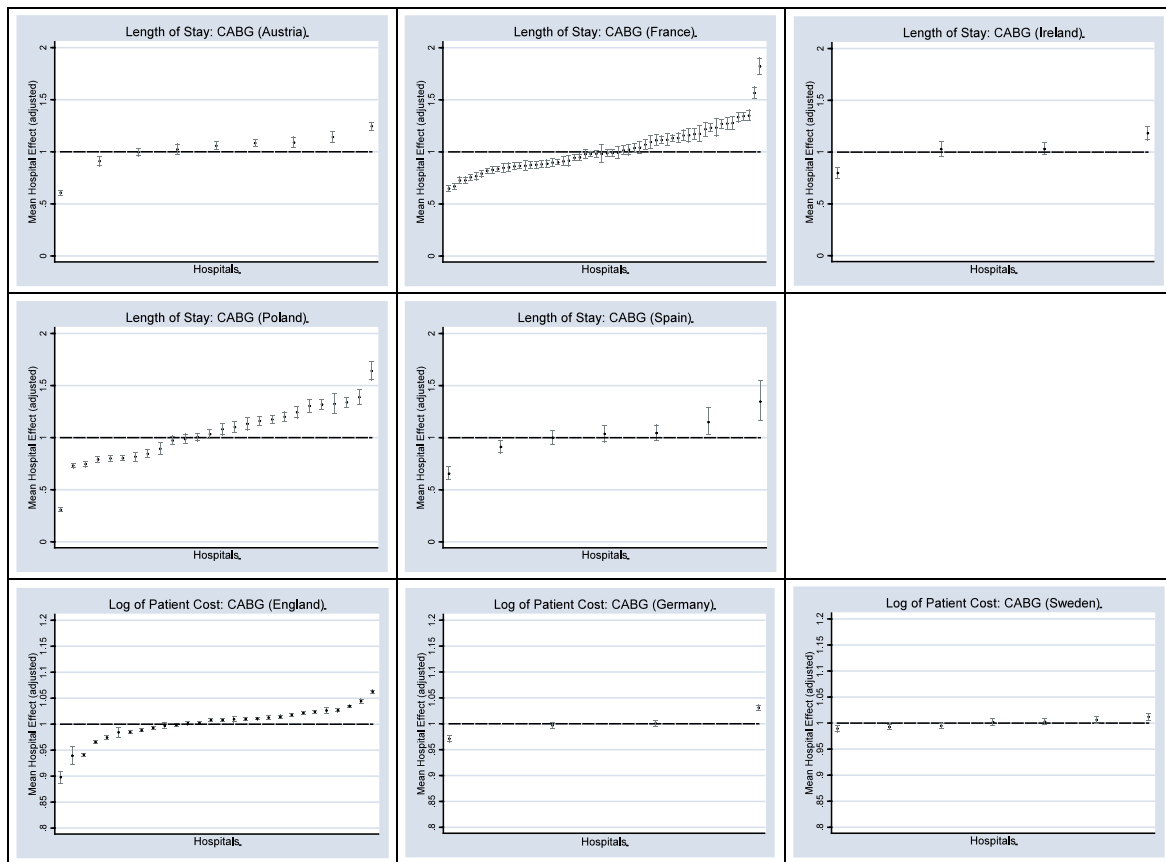 Length of Stay: CABG (Austria).
Mean Hospital Effect (adjusted)
2
1.5
1
.5
0
Hospitals.
Length of Stay: CABG (France).
Mean Hospital Effect (adjusted)
2
1.5
1
.5
0
Hospitals.
Length of Stay: CABG (Ireland).
Mean Hospital Effect (adjusted)
2
1.5
1
.5
0
Hospitals.
Length of Stay: CABG (Poland).
Mean Hospital Effect (adjusted)
2
1.5
1
.5
0
Hospitals.
Length of Stay: CABG (Spain).
Mean Hospital Effect (adjusted)
2
1.5
1
.5
0
Hospitals.
Log of Patient Cost: CABG (England).
Mean Hospital Effect (adjusted)
1.2
1.15
1.1
1.05
1
.95
.9
.85
.8
Hospitals.
Log of Patient Cost: CABG (Germany).
Mean Hospital Effect (adjusted)
1.2
1.15
1.1
1.05
1
.95
.9
.85
.8
Hospitals.
Log of Patient Cost: CABG (Sweden).
Mean Hospital Effect (adjusted)
1.2
1.15
1.1
1.05
1
.95
.9
.85
.8
Hospitals.